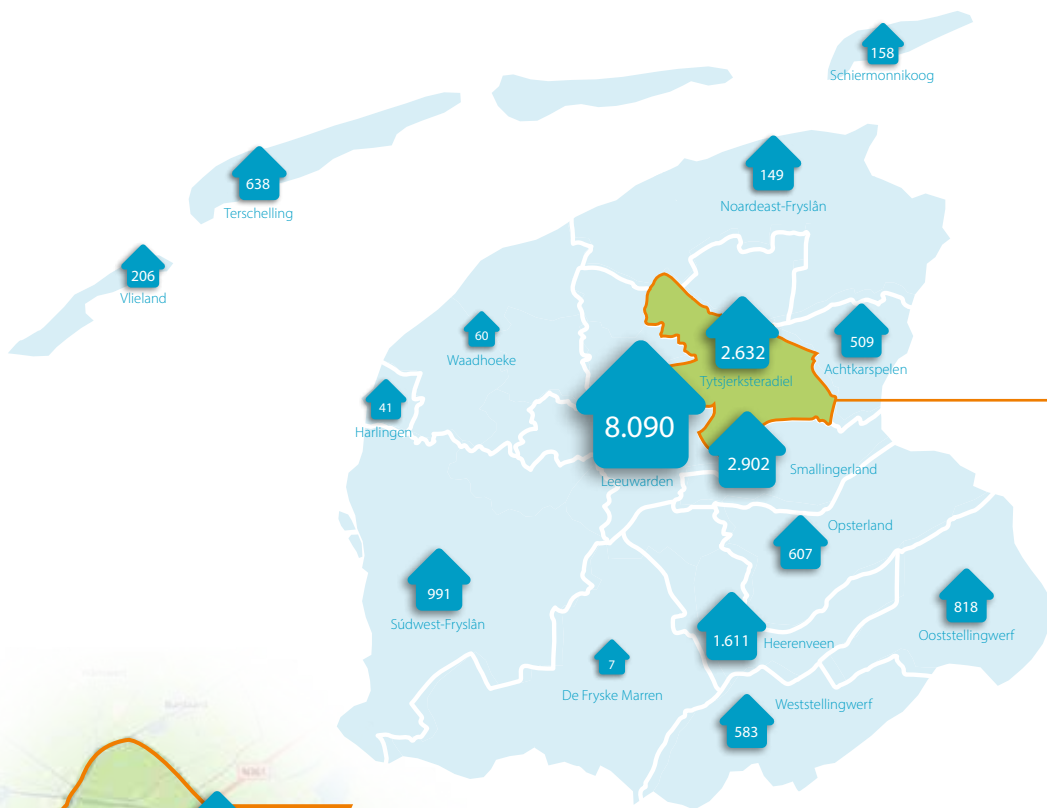 158
Schiermonnikoog
149
Noardeast-Fryslân
638
Terschelling
206
Vlieland
60
Waadhoeke
2.632
Tytsjerksteradiel
509
Achtkarspelen
41
Harlingen
8.090
Leeuwarden
2.902
Smallingerland
Opsterland
607
991
Súdwest-Fryslân
818
Ooststellingwerf
1.611
Heerenveen
7
De Fryske Marren
Weststellingwerf
583